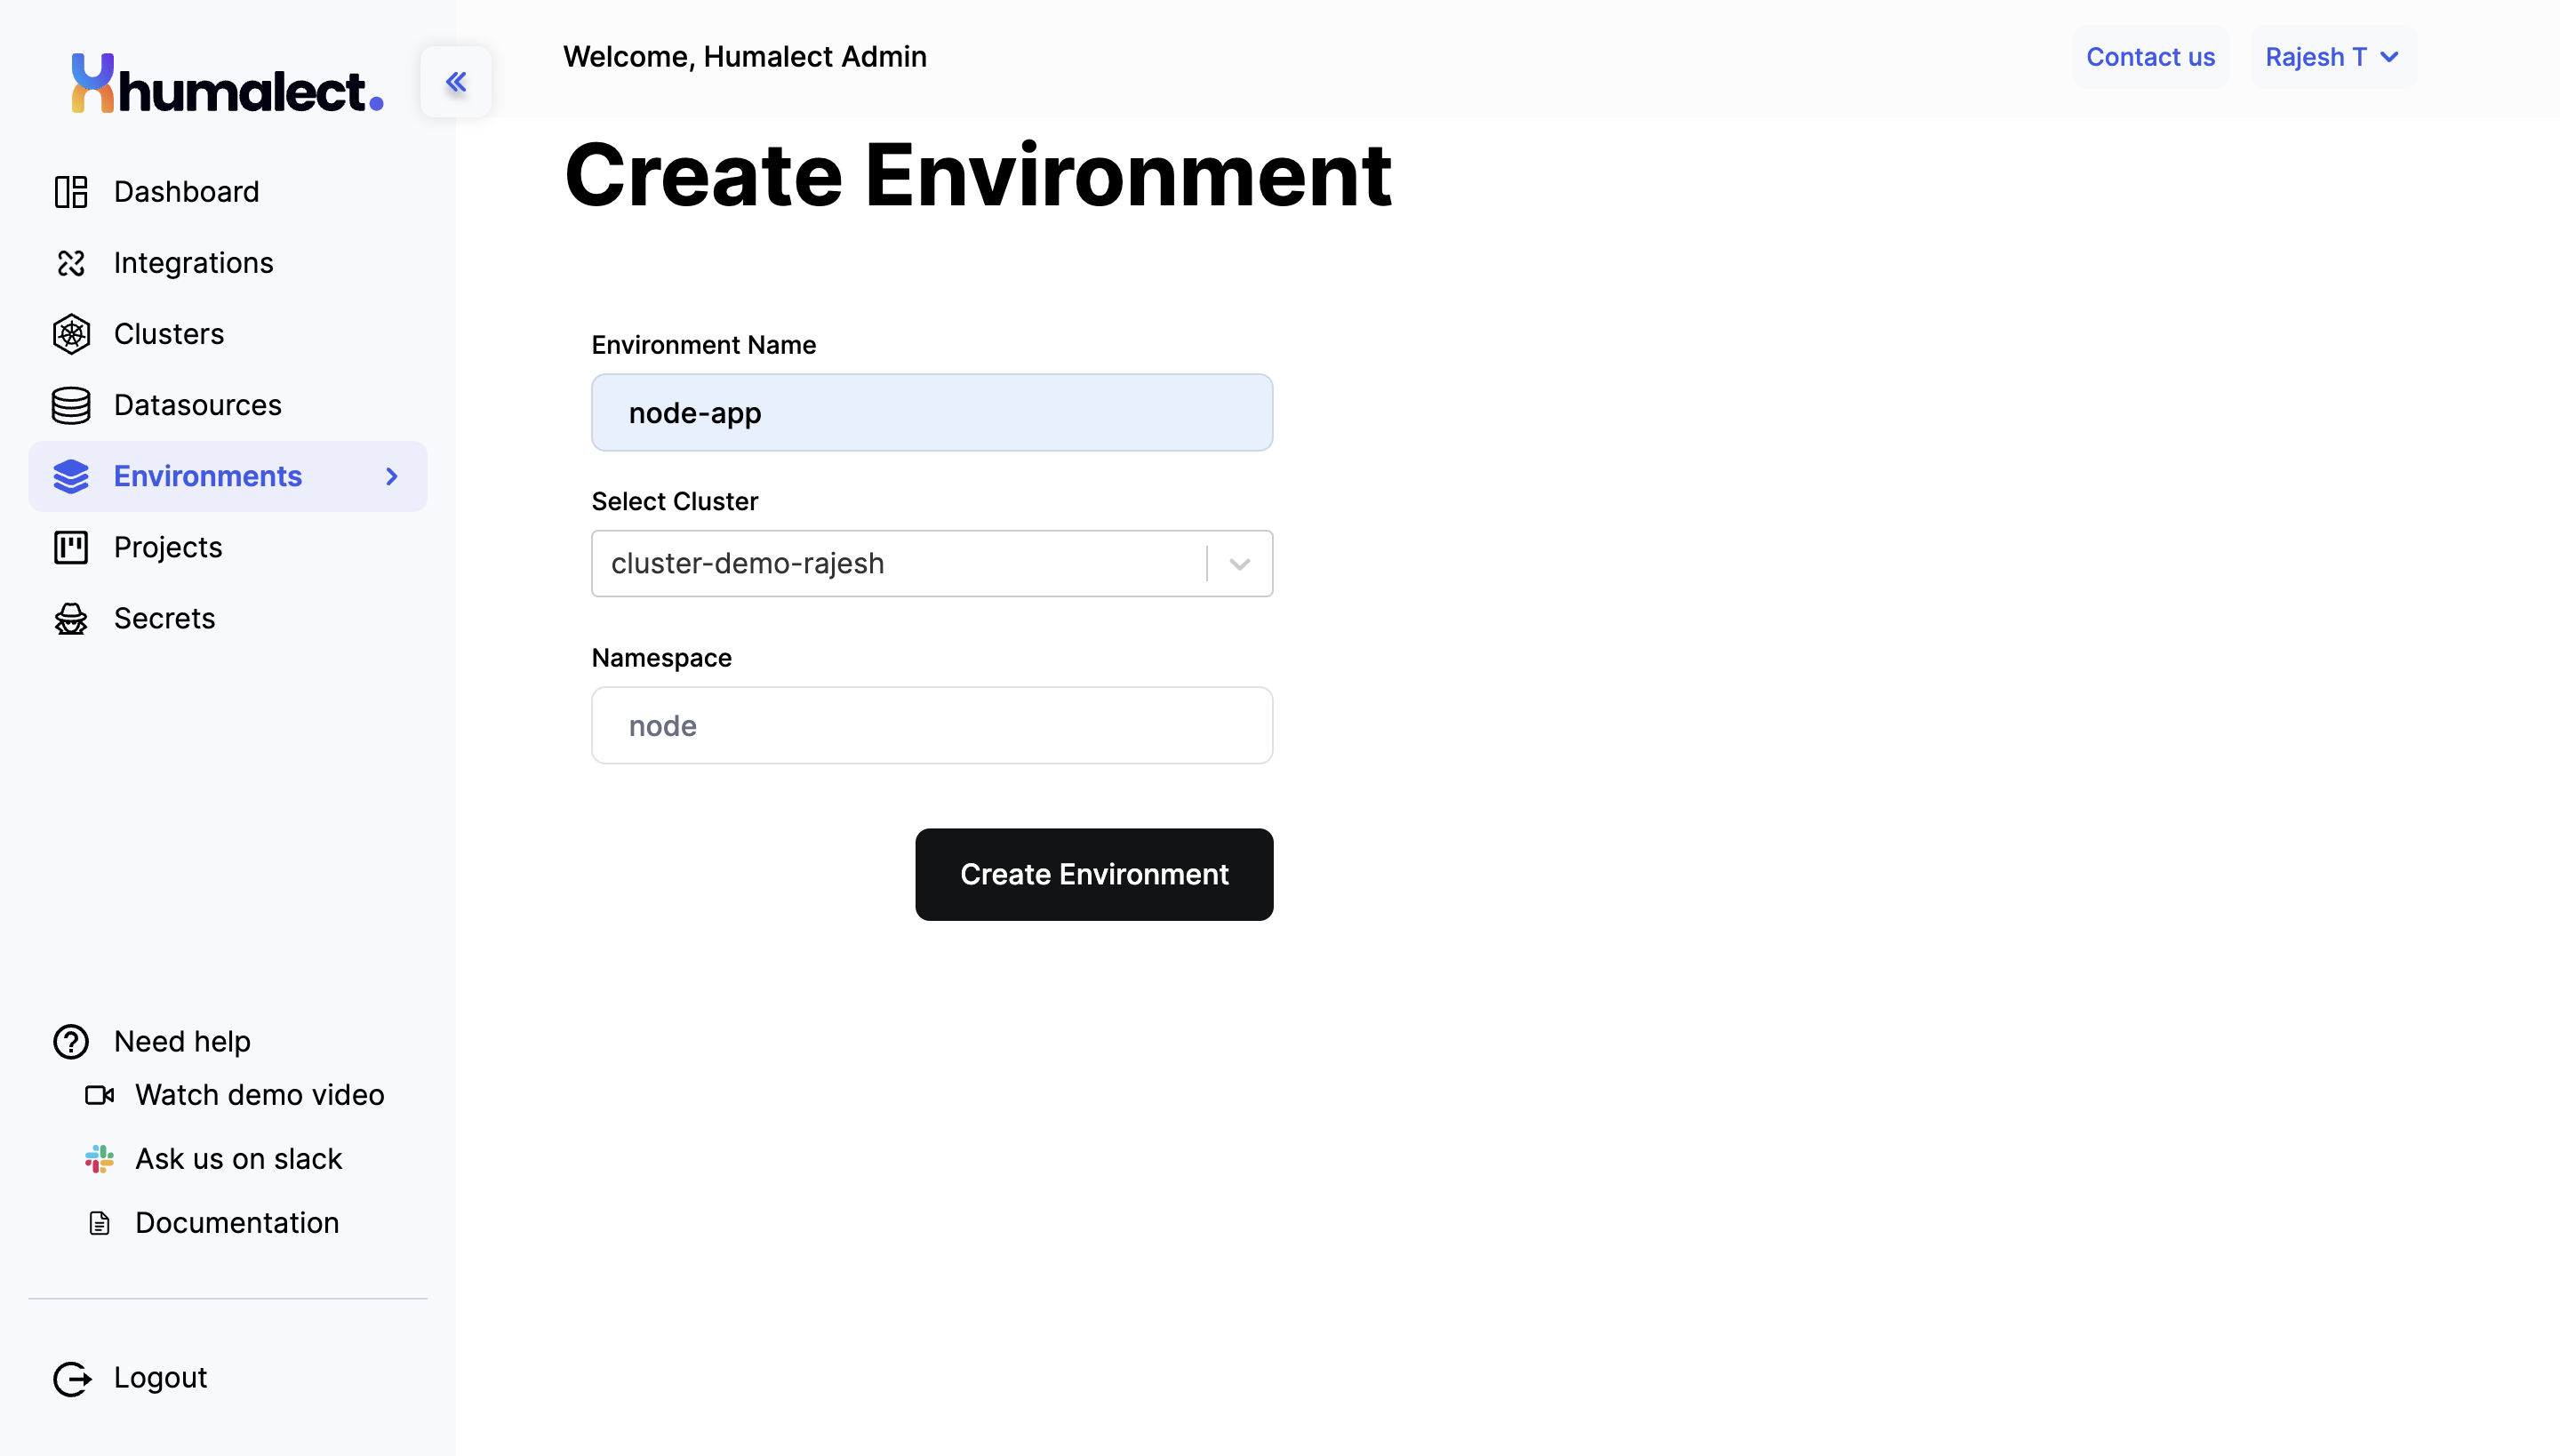 humalect.
Welcome, Humalect Admin
Contact us
Rajesh T
Dashboard
Integrations
Clusters
Datasources
Environments
Projects
Secrets
Create Environment
Environment Name
node-app
Select Cluster
cluster-demo-rajesh
Namespace
node
Create Environment
Need help
Watch demo video
Ask us on slack
Documentation
Logout